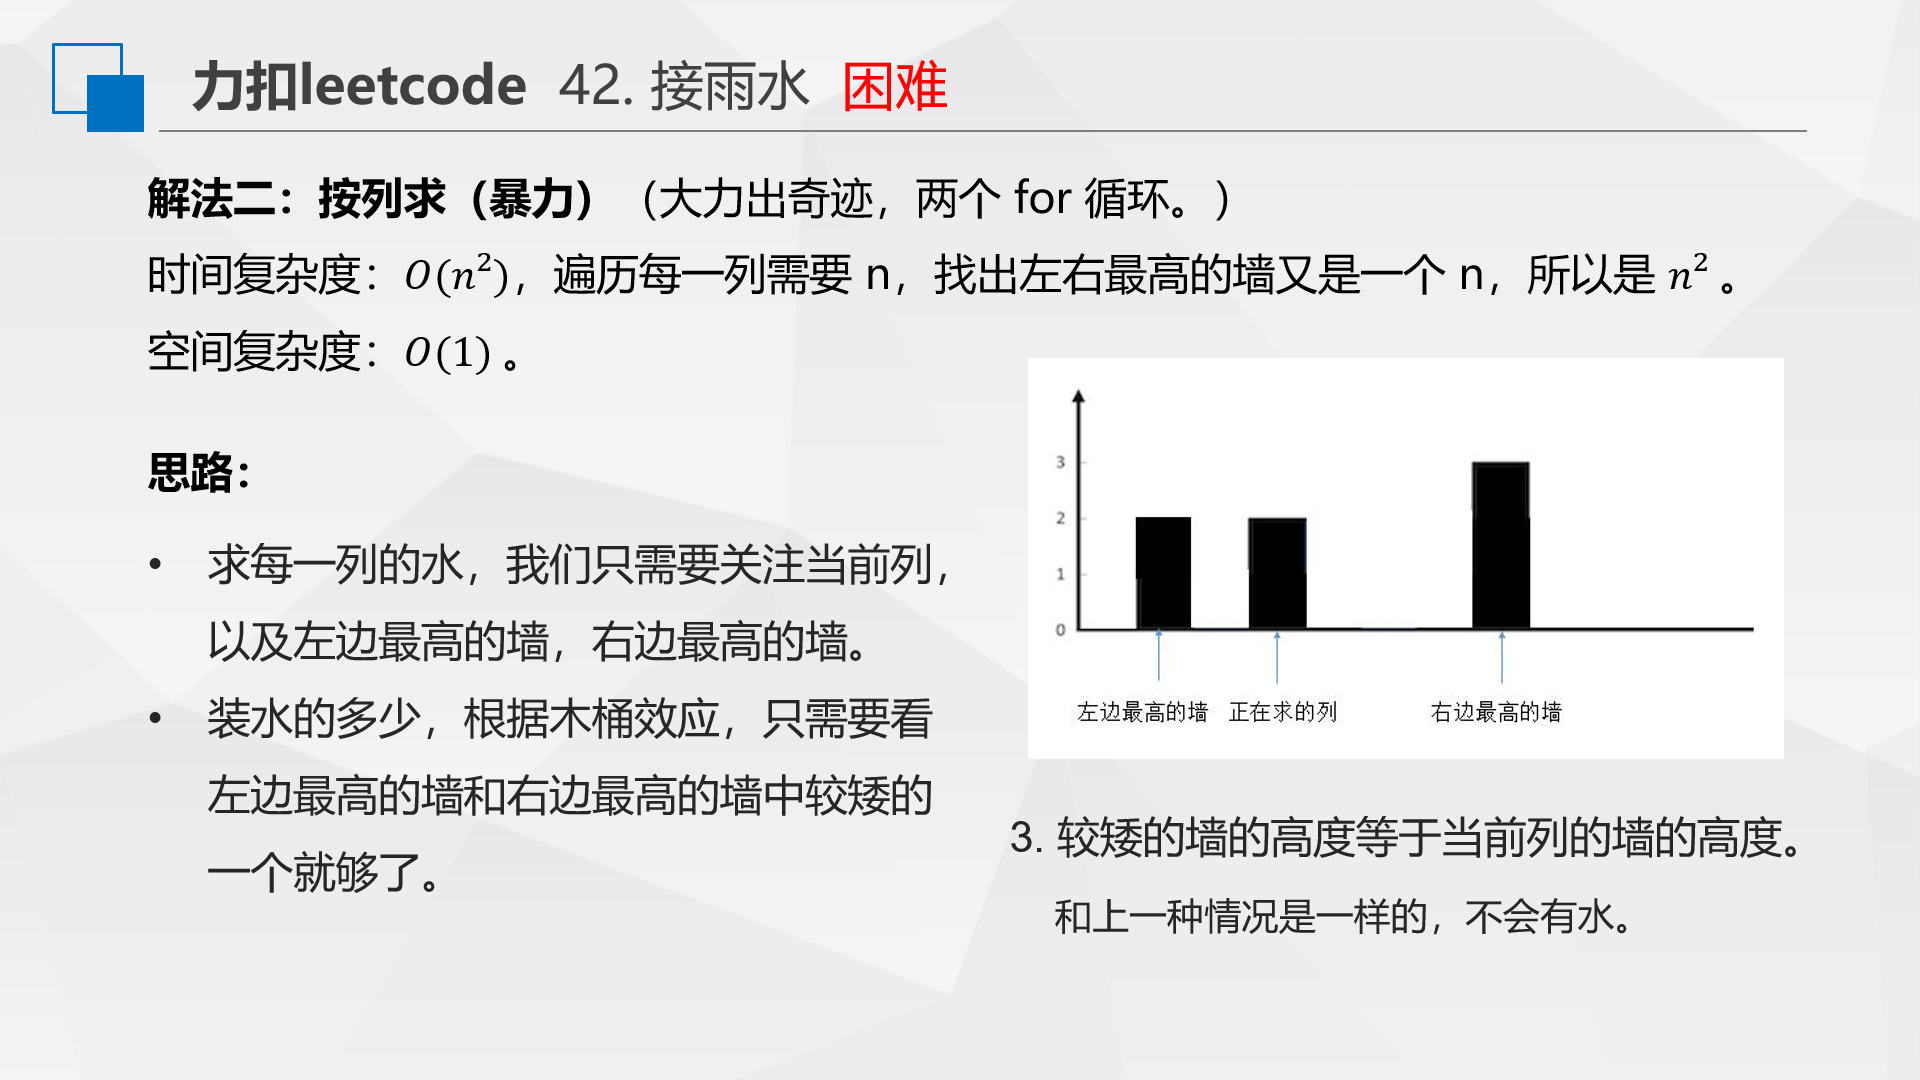 力扣leetcode 42. 接雨水 困难
解法二：按列求（暴力）（大力出奇迹，两个 for 循环。）
时间复杂度：O(n²)，遍历每一列需要 n，找出左右最高的墙又是一个 n，所以是 n² 。
空间复杂度：O(1) 。
思路：
• 求每一列的水，我们只需要关注当前列，
以及左边最高的墙，右边最高的墙。
• 装水的多少，根据木桶效应，只需要看
左边最高的墙和右边最高的墙中较矮的
一个就够了。
3
2
1
0
左边最高的墙 正在求的列 右边最高的墙
3. 较矮的墙的高度等于当前列的墙的高度。
和上一种情况是一样的，不会有水。